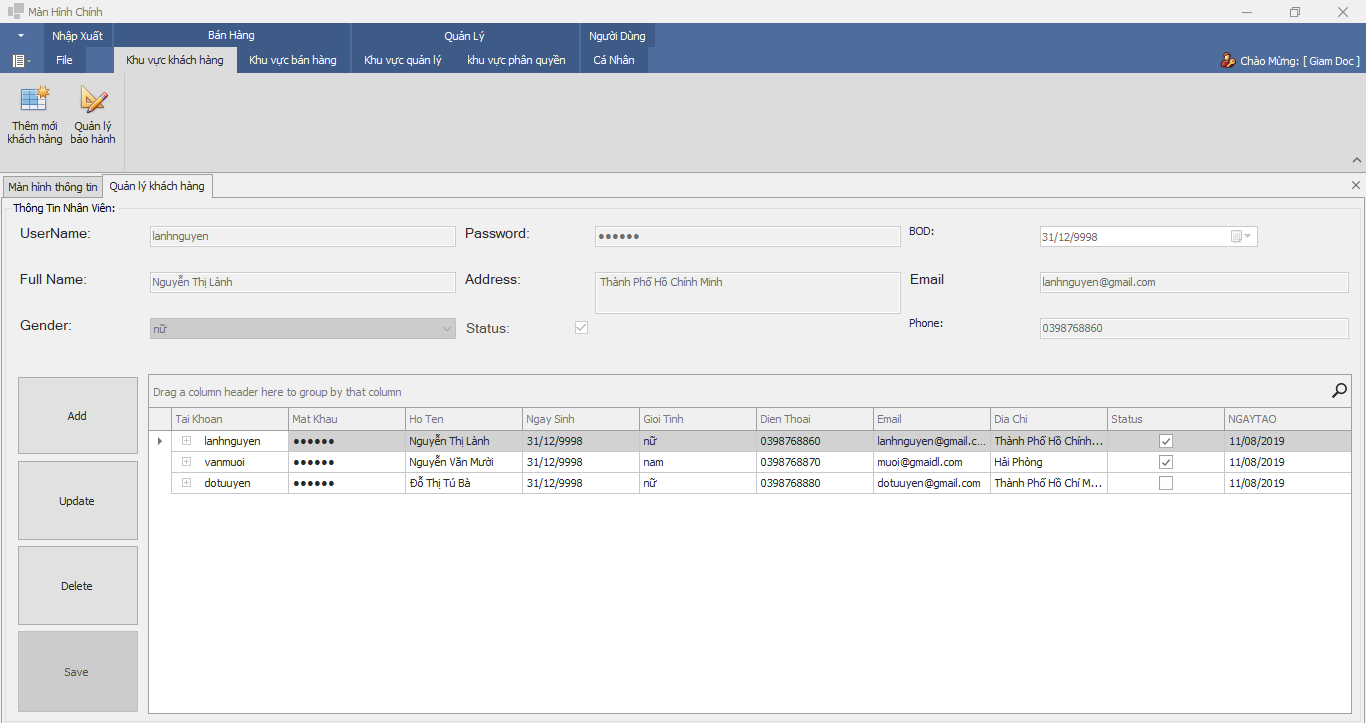 Màn Hình Chính
Nhập Xuất Bán Hàng Quản Lý Người Dùng
File Khu vực khách hàng Khu vực bán hàng Khu vực quản lý khu vực phân quyền Cá Nhân Chào Mừng: [ Giam Doc ]
Thêm mới khách hàng
Quản lý bảo hành
Màn hình thông tin Quản lý khách hàng
Thông Tin Nhân Viên:
UserName: lanhnguyen Password: ●●●●●● BOD: 31/12/9998
Full Name: Nguyễn Thị Lành Address: Thành Phố Hồ Chính Minh Email lanhnguyen@gmail.com
Gender: nữ Status: Phone: 0398768860
Add
Update
Delete
Save
Drag a column header here to group by that column
Tai Khoan Mat Khau Ho Ten Ngay Sinh Gioi Tinh Dien Thoai Email Dia Chi Status NGAYTAO
lanhnguyen ●●●●●● Nguyễn Thị Lành 31/12/9998 nữ 0398768860 lanhnguyen@gmail.c... Thành Phố Hồ Chính... 11/08/2019
vanmuoi ●●●●●● Nguyễn Văn Mười 31/12/9998 nam 0398768870 muoi@gmaidl.com Hải Phòng 11/08/2019
dotuuyen ●●●●●● Đỗ Thị Tú Bà 31/12/9998 nữ 0398768880 dotuuyen@gmail.com Thành Phố Hồ Chí M... 11/08/2019